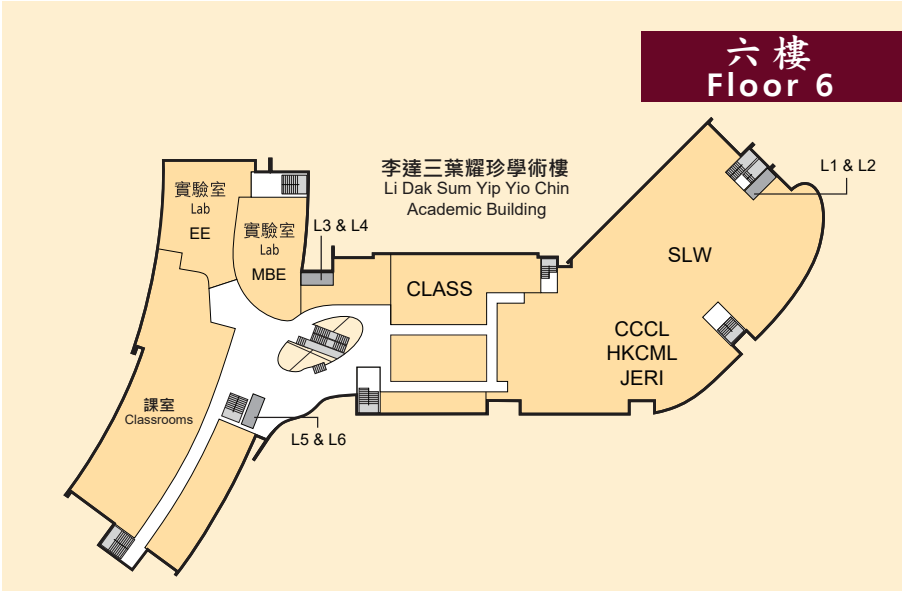 六樓
Floor 6
李達三葉耀珍學術樓
Li Dak Sum Yip Yio Chin
Academic Building
L1 & L2
實驗室
Lab
EE
實驗室
Lab
MBE
L3 & L4
CLASS
SLW
CCCL
HKCML
JERI
課室
Classrooms
L5 & L6